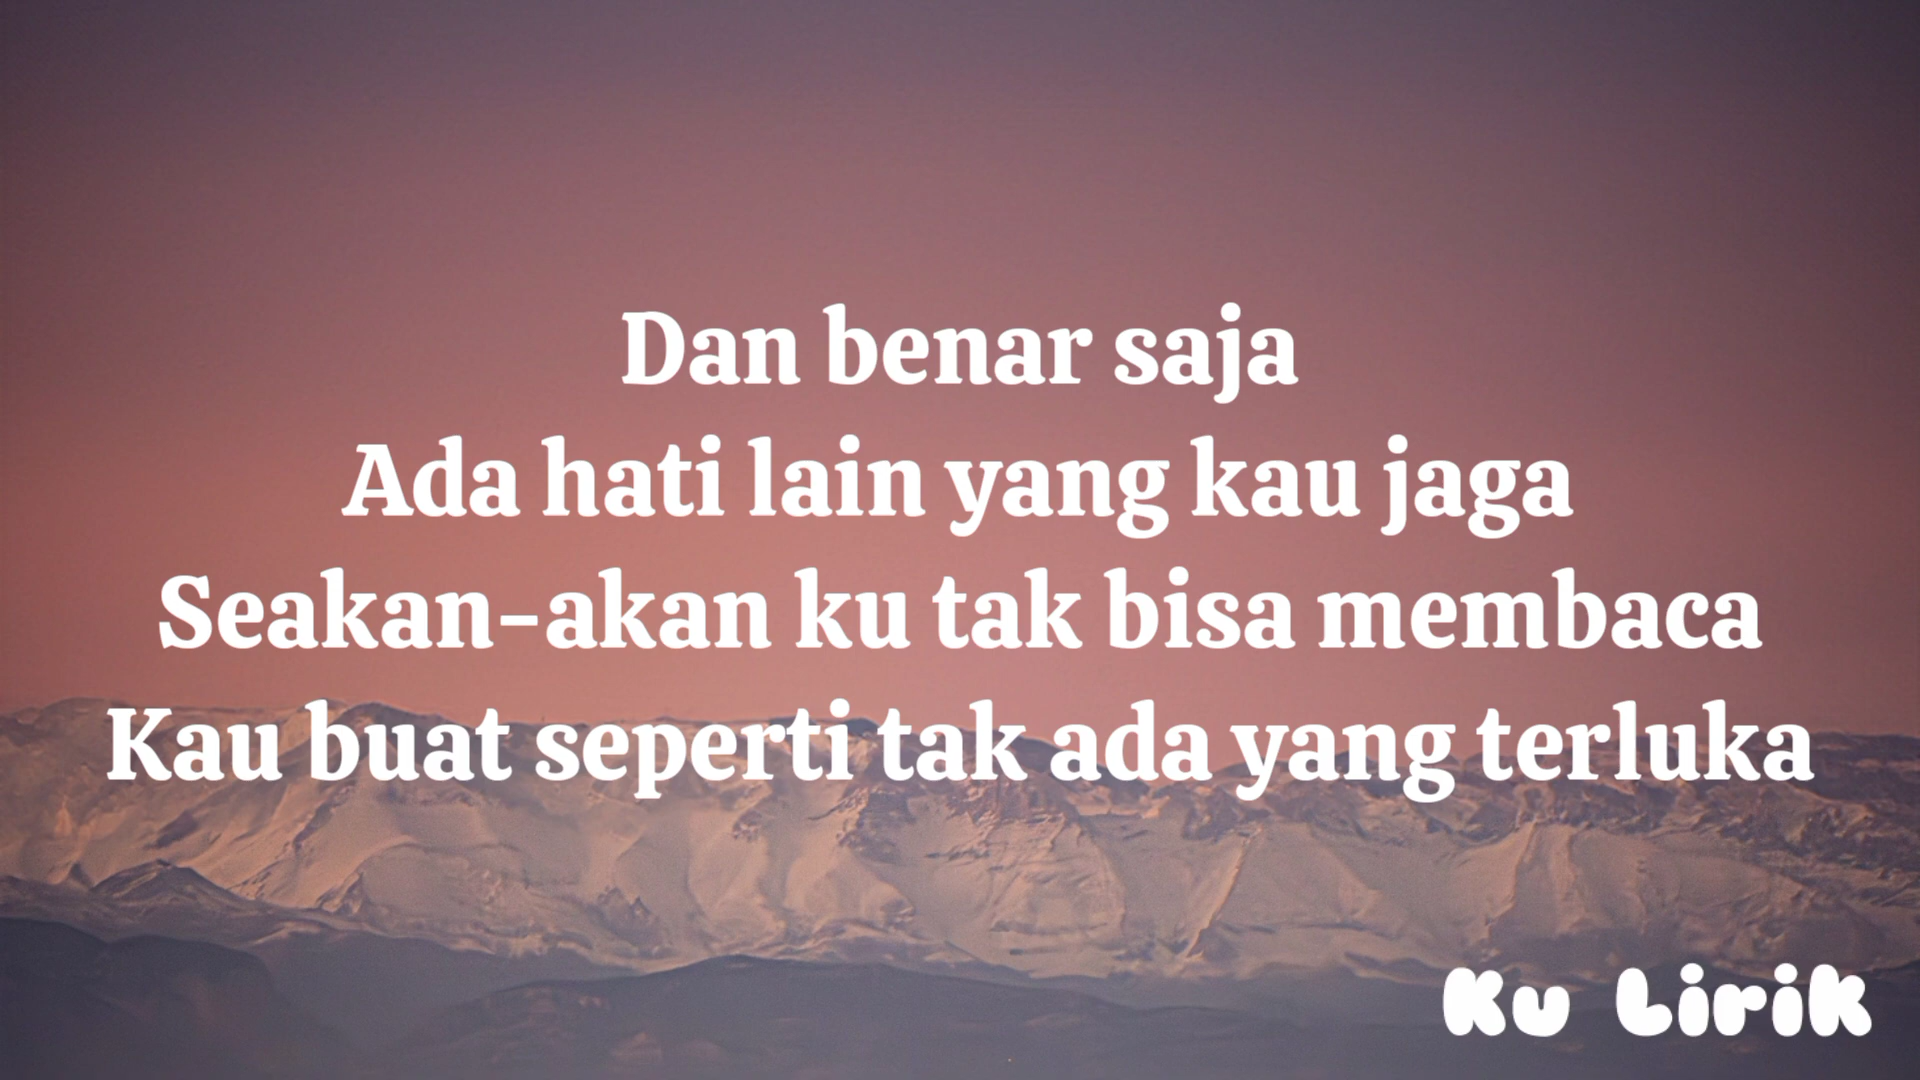 Dan benar saja
Ada hati lain yang kau jaga
Seakan-akan ku tak bisa membaca
Kau buat seperti tak ada yang terluka
Ku Lirik